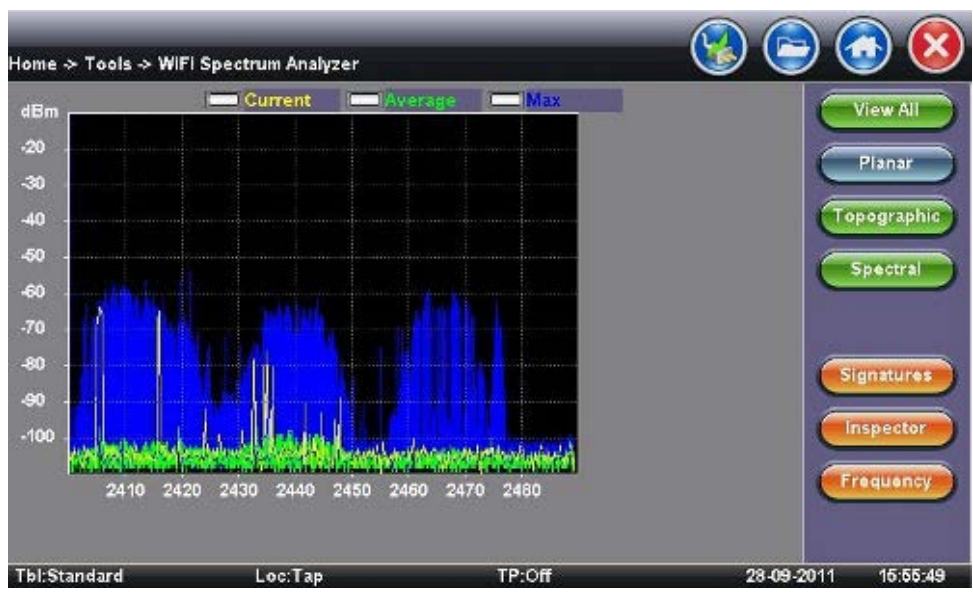 Home -> Tools -> WiFi Spectrum Analyzer
Current Average Max
dBm
-20
-30
-40
-50
-60
-70
-80
-90
-100
2410 2420 2430 2440 2450 2460 2470 2480
View All
Planar
Topographic
Spectral
Signatures
Inspector
Frequency
Tbl:Standard Loc:Tap TP:Off 28-09-2011 15:55:49